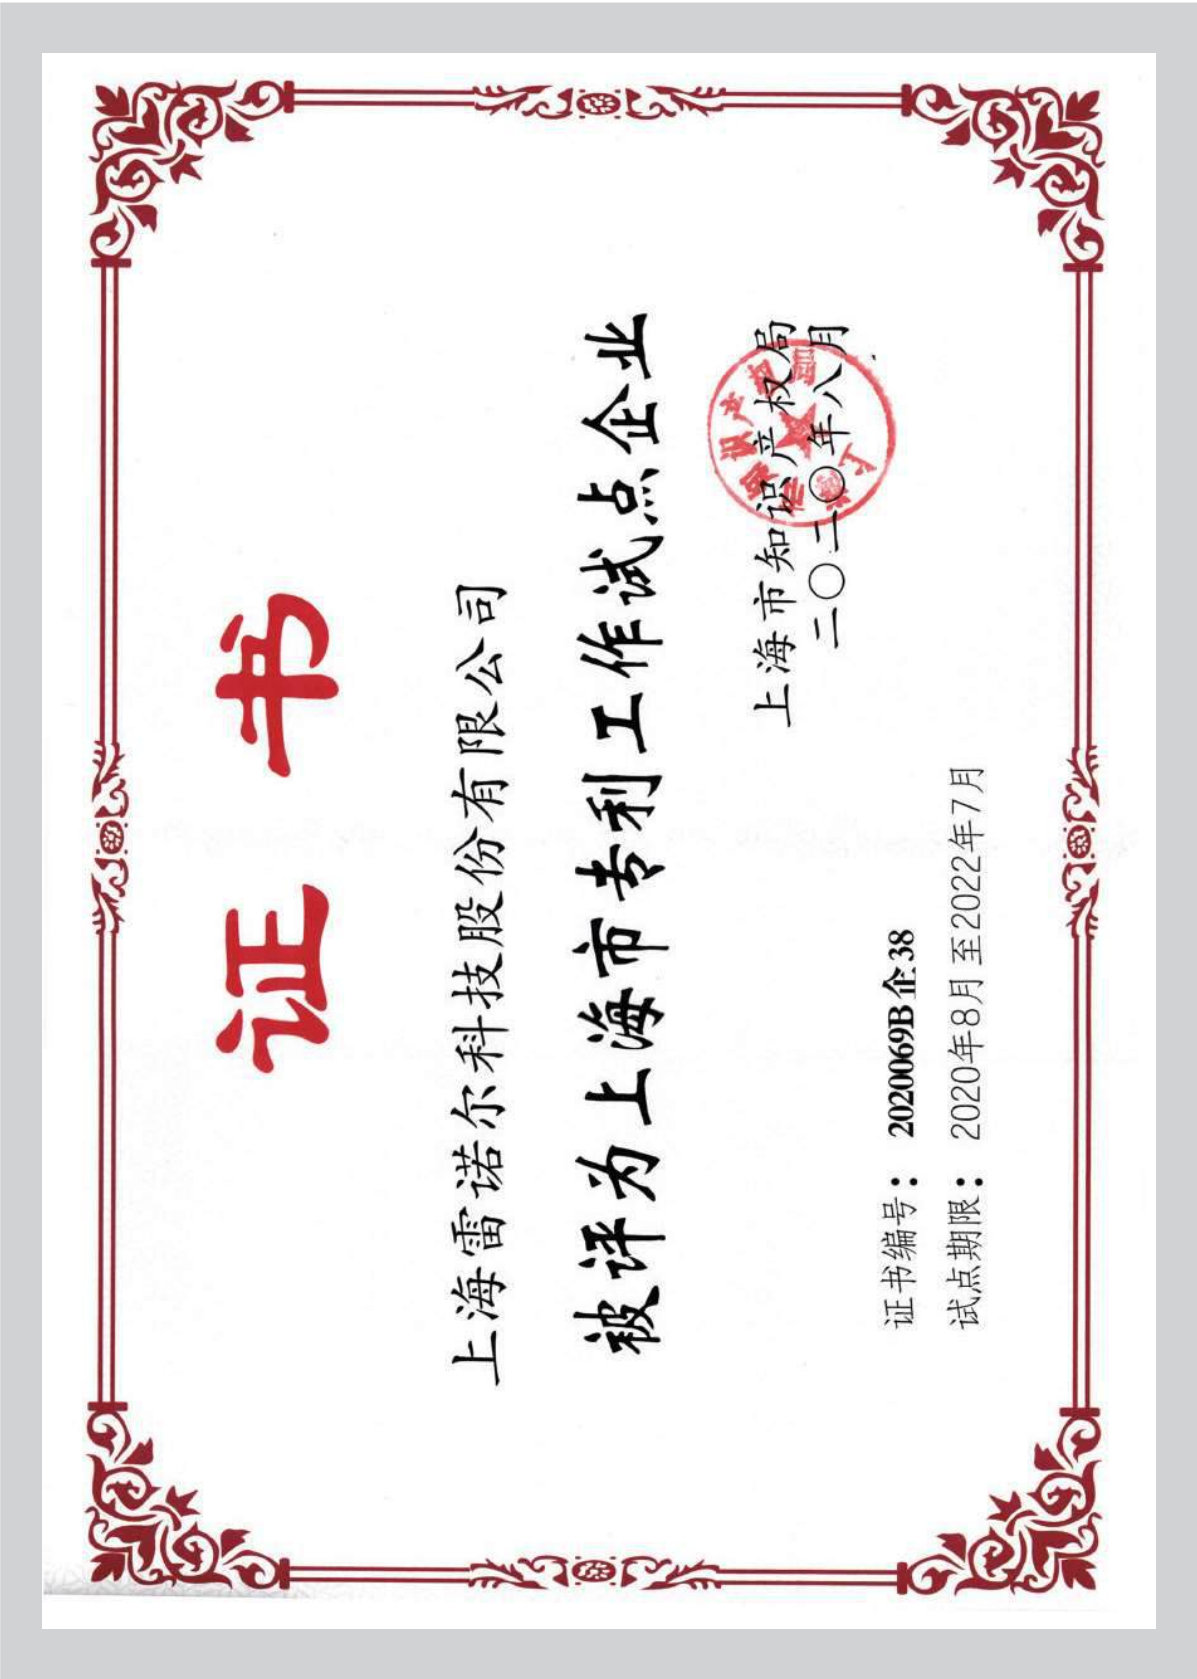 证书
上海雷诺尔科技股份有限公司
被评为上海市专利工作试点企业
上海市知识产权局
二〇二〇年八月
证书编号：2020069B企38
试点期限：2020年8月至2022年7月